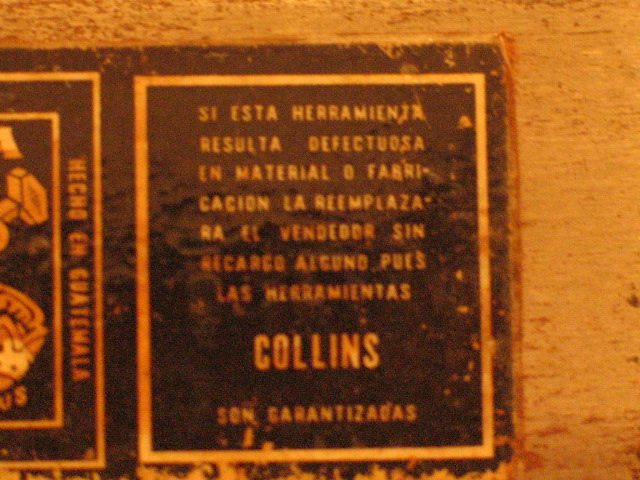 A
HECHO EN GUATEMALA
US
SI ESTA HERRAMIENTA
RESULTA DEFECTUOSA
EN MATERIAL O FABRI-
CACION LA REEMPLAZA-
RA EL VENDEDOR SIN
RECARGO ALGUNO PUES
LAS HERRAMIENTAS
COLLINS
SON GARANTIZADAS